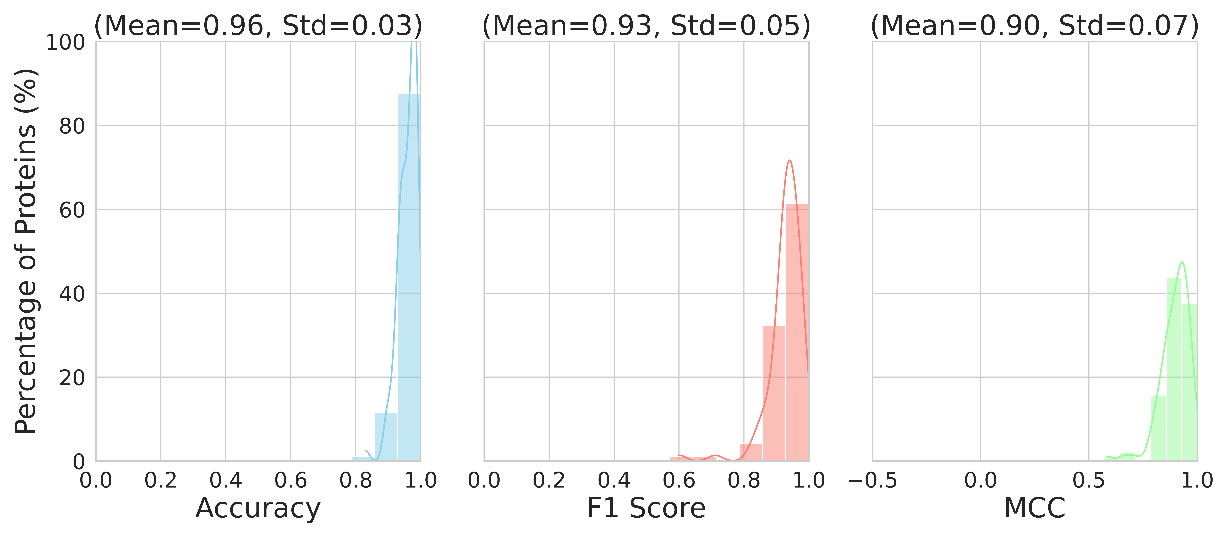 (Mean=0.96, Std=0.03)
(Mean=0.93, Std=0.05)
(Mean=0.90, Std=0.07)
Percentage of Proteins (%)
100
80
60
40
20
0
0.0 0.2 0.4 0.6 0.8 1.0
Accuracy
0.0 0.2 0.4 0.6 0.8 1.0
F1 Score
−0.5 0.0 0.5 1.0
MCC